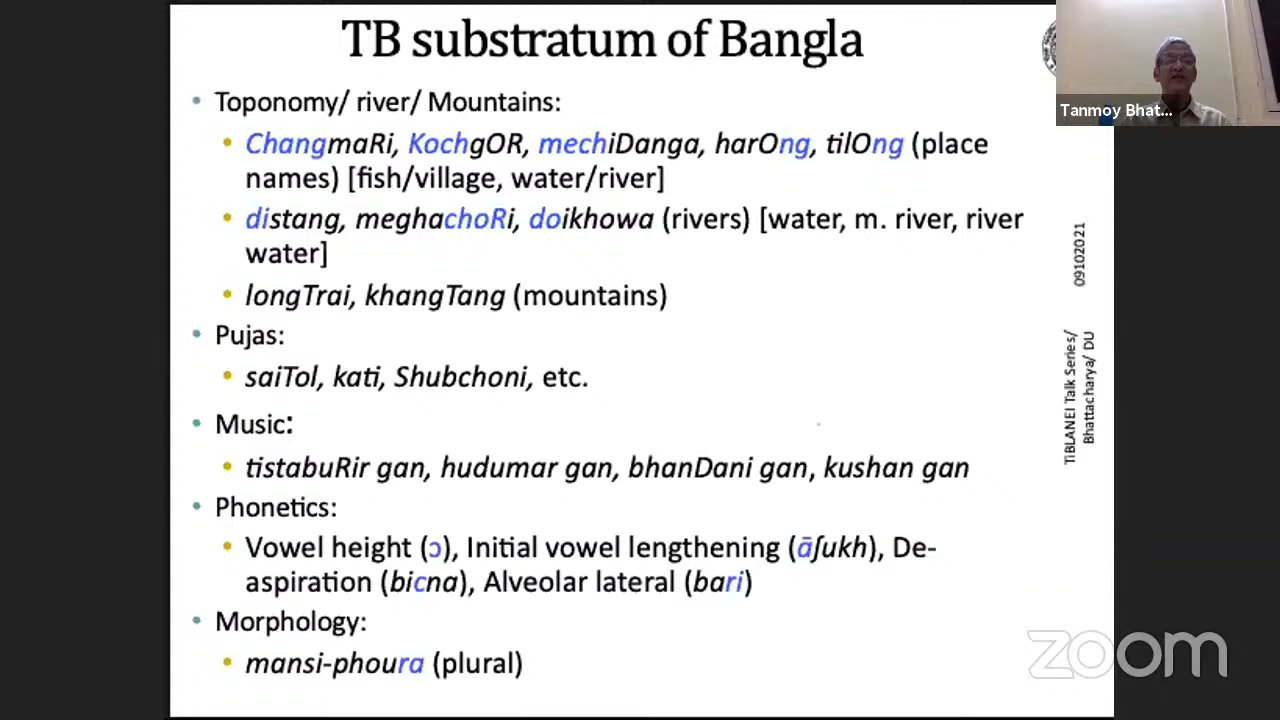 TB substratum of Bangla
• Toponomy/ river/ Mountains:
• ChangmaRi, KochgOR, mechiDanga, harOng, tilOng (place
names) [fish/village, water/river]
• distang, meghachoRi, doikhowa (rivers) [water, m. river, river
water]
• longTrai, khangTang (mountains)
• Pujas:
• saiTol, kati, Shubchoni, etc.
• Music:
• tistabuRir gan, hudumar gan, bhanDani gan, kushan gan
• Phonetics:
• Vowel height (ɔ), Initial vowel lengthening (āʃukh), De-
aspiration (bicna), Alveolar lateral (bari)
• Morphology:
• mansi-phoura (plural)
Tanmoy Bhat...
09102021
TiBLANEI Talk Series/
Bhattacharya/ DU
zoom